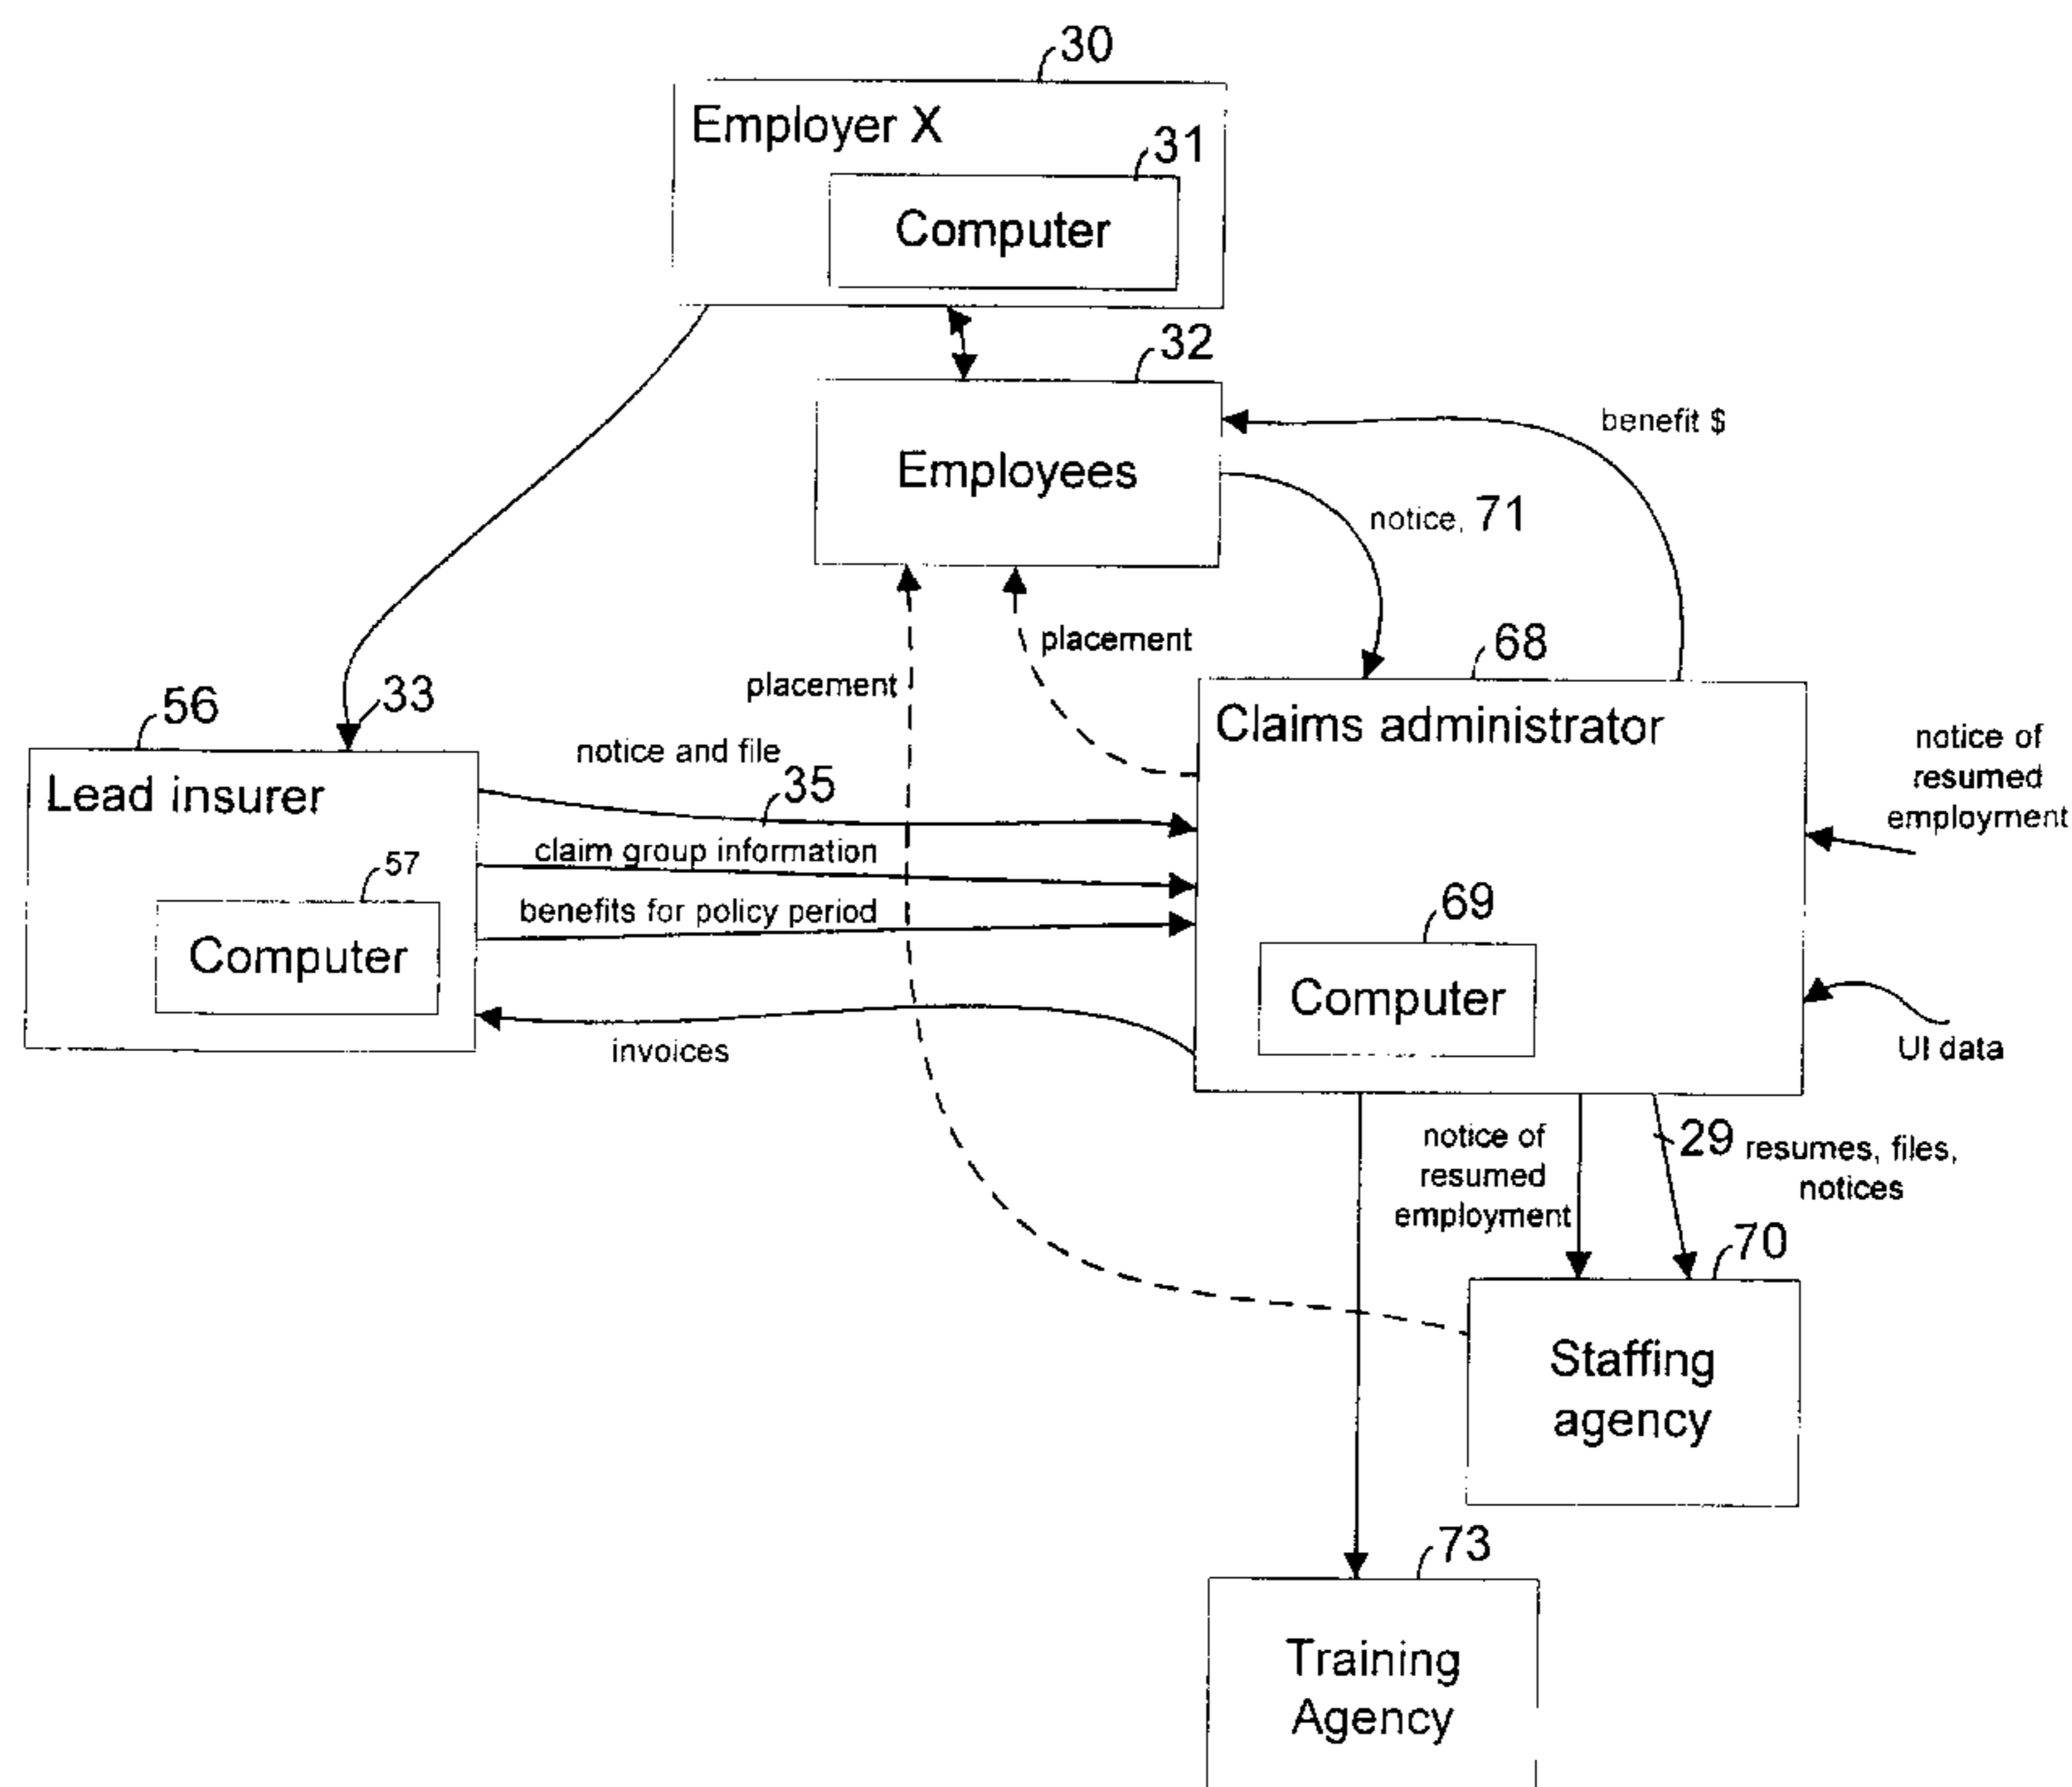 30
Employer X
31
Computer
32
Employees
benefit $
notice, 71
placement
placement
68
Claims administrator
56
33
Lead insurer
notice and file
35
claim group information
57
benefits for policy period
Computer
69
Computer
invoices
notice of
resumed
employment
UI data
notice of
resumed
employment
29 resumes, files,
notices
70
Staffing
agency
73
Training
Agency